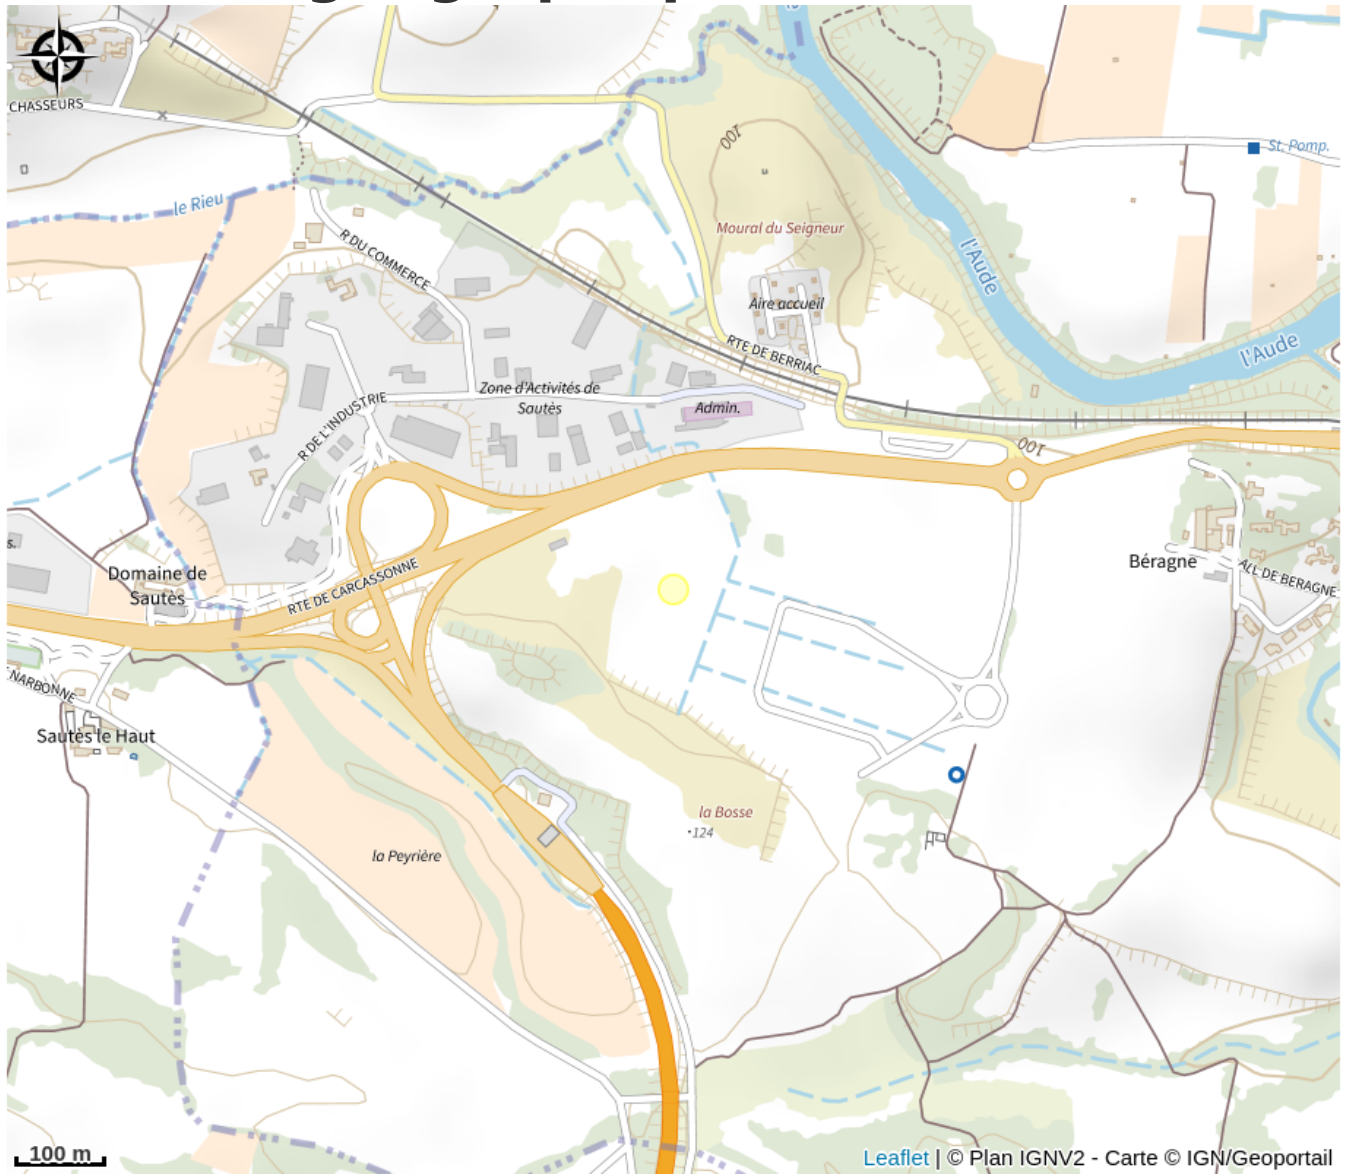 CHASSEURS
St. Pomp.
100
le Rieu
Moural du Seigneur
R DU COMMERCE
l'Aude
Aire accueil
l'Aude
RTE DE BERRIAC
Zone d'Activités de
Sautès
Admin.
R DE L'INDUSTRIE
100
s.
Béragne
Domaine de
Sautès
RTE DE CARCASSONNE
ALL DE BERAGNE
NARBONNE
Sautès le Haut
la Bosse
124
la Peyrière
100 m
Leaflet | © Plan IGNV2 - Carte © IGN/Geoportail